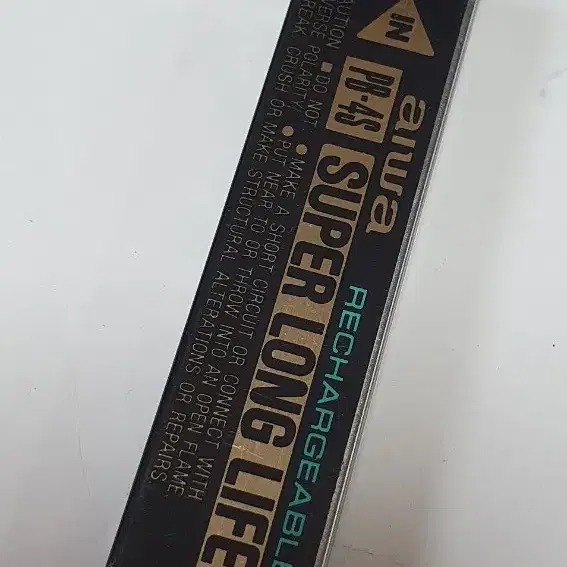 IN
aiwa
PB-4S
RECHARGEABLE
SUPER LONG LIFE
CAUTION • DO NOT • MAKE A SHORT CIRCUIT OR CONNECT WITH
REVERSE POLARITY. • PUT NEAR TO OR THROW INTO AN OPEN FLAME
BREAK, CRUSH OR MAKE STRUCTURAL ALTERATIONS OR REPAIRS.